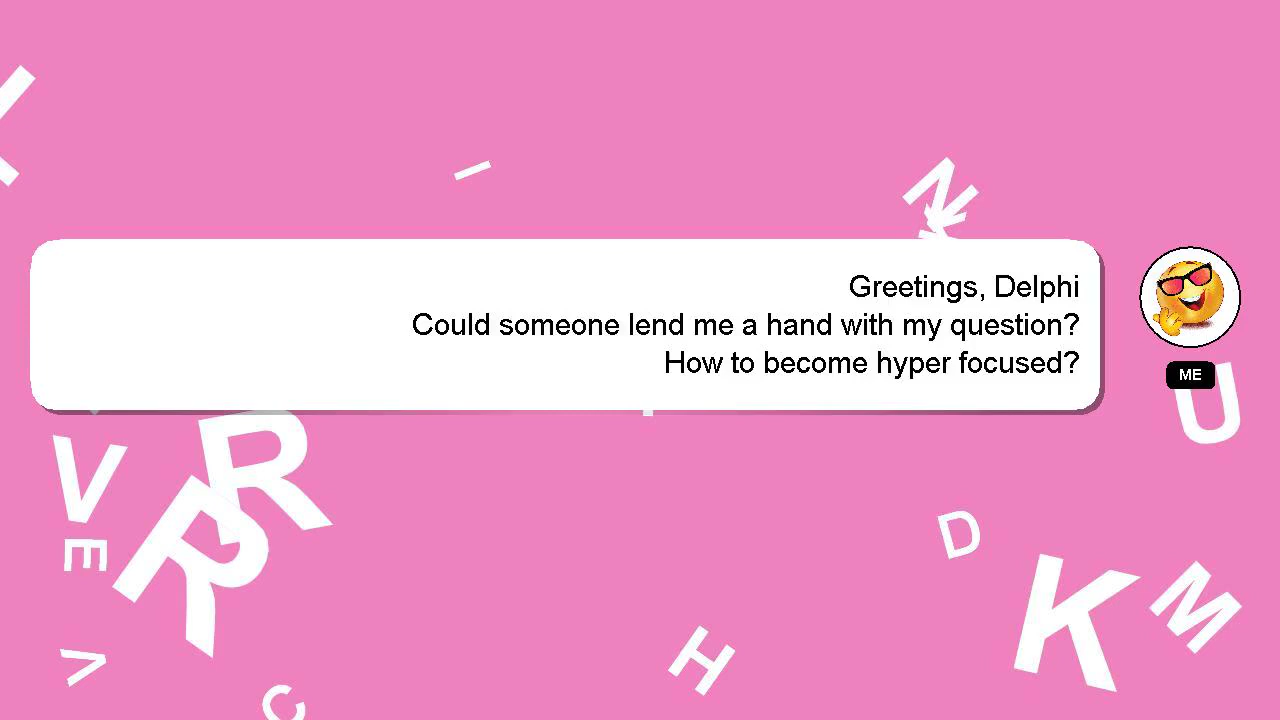 Greetings, Delphi
Could someone lend me a hand with my question?
How to become hyper focused?
ME
I
N
K
U
V
R
R
E
D
K
M
H
V
C